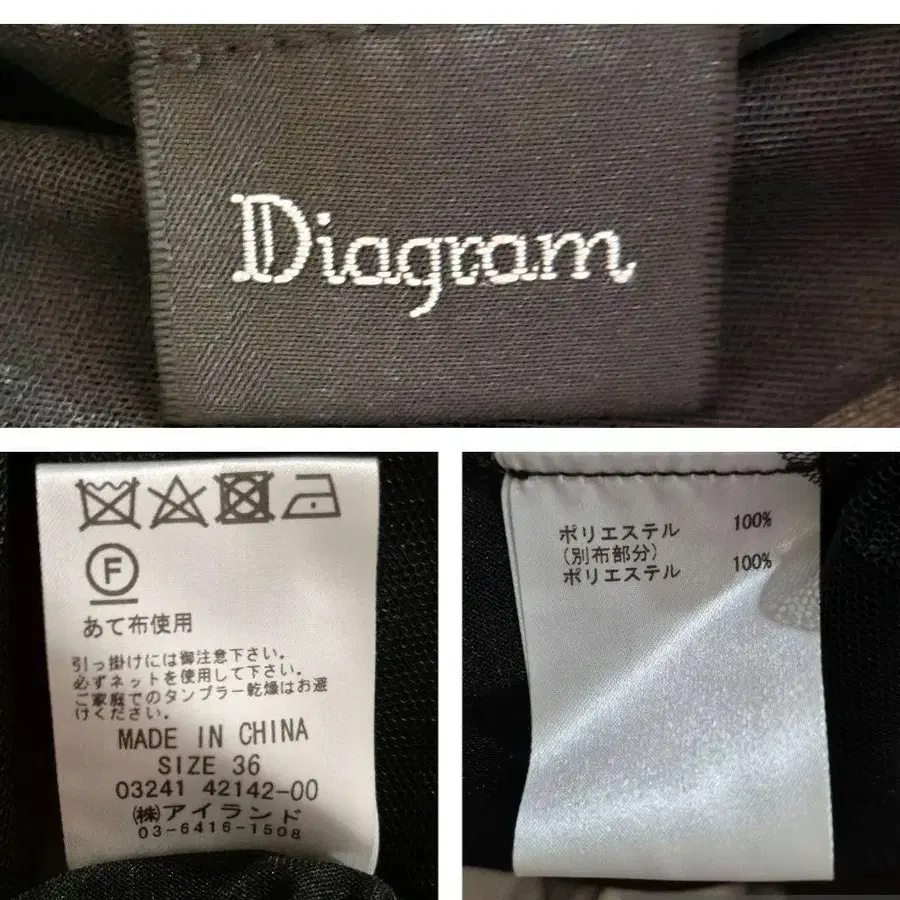 Diagram
F
あて布使用
引っ掛けには御注意下さい。
必ずネットを使用して下さい。
ご家庭でのタンブラー乾燥はお避
けください。
MADE IN CHINA
SIZE 36
03241 42142-00
㈱アイランド
03-6416-1508
ポリエステル 100%
(別布部分)
ポリエステル 100%